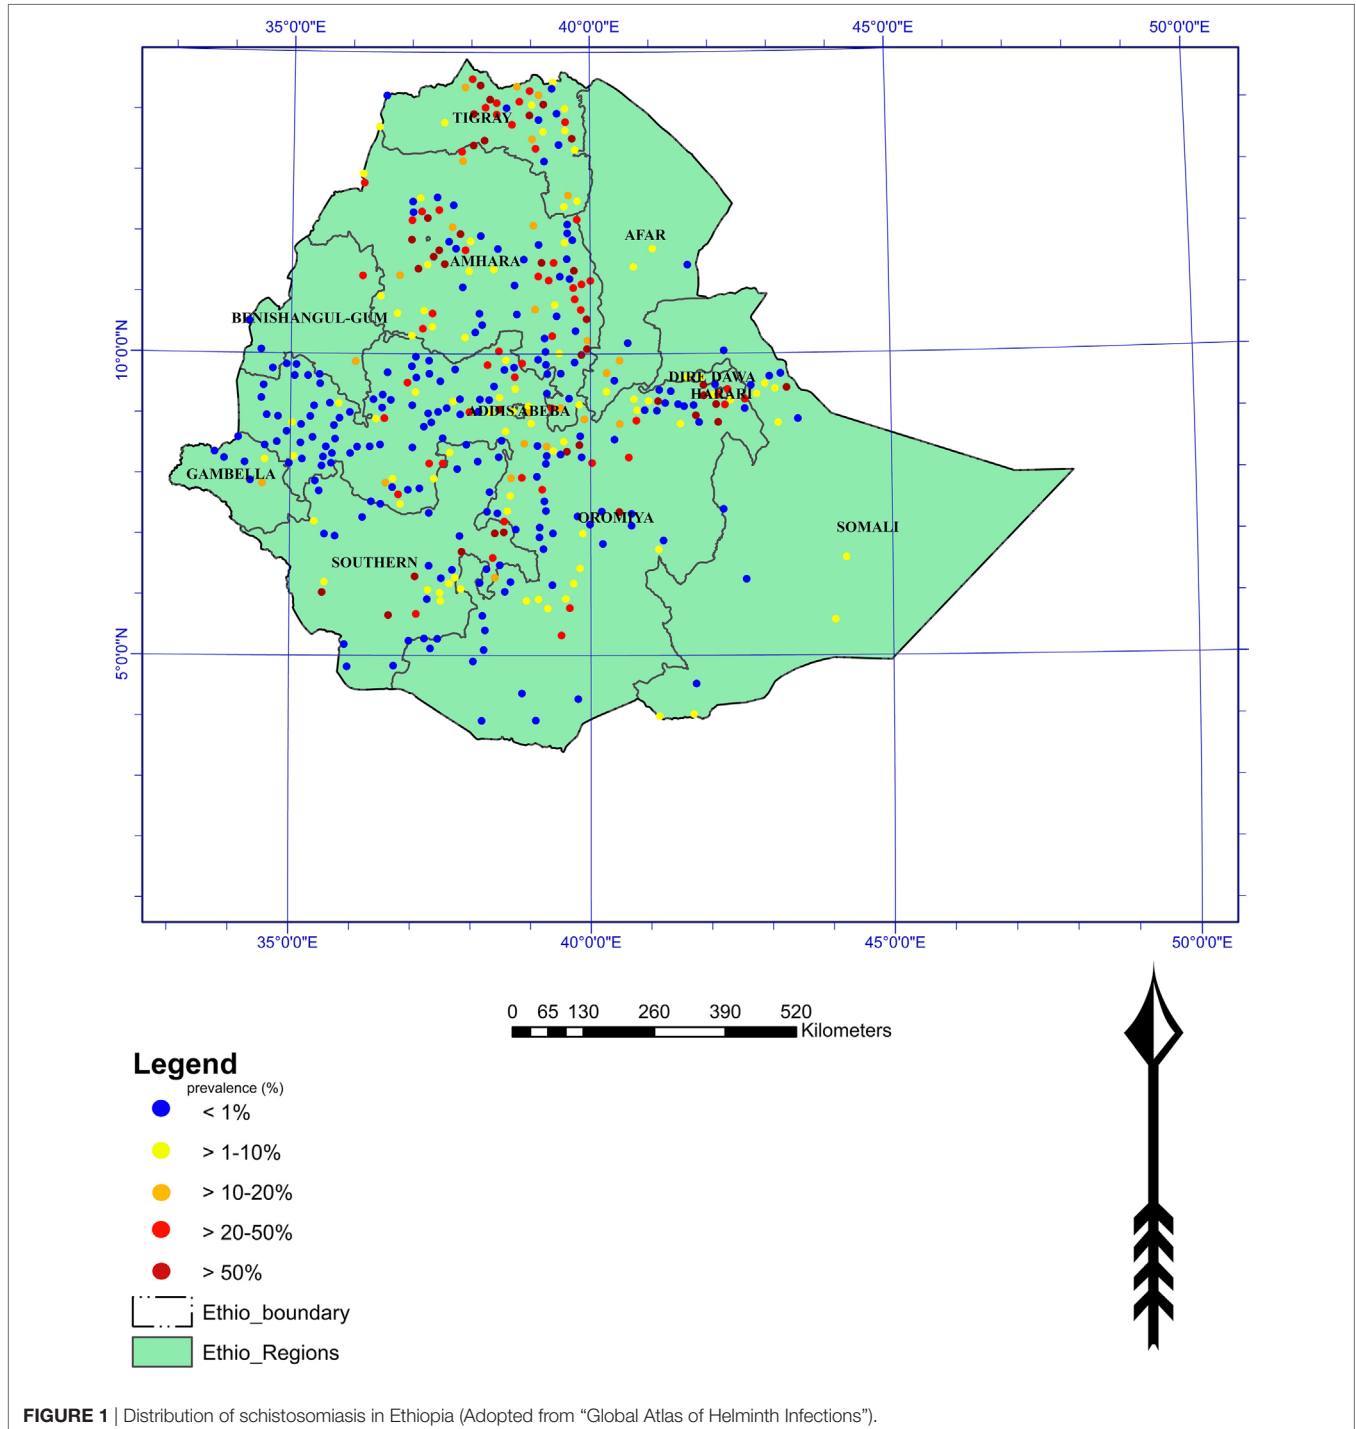 35°0'0"E 40°0'0"E 45°0'0"E 50°0'0"E
TIGRAY
AFAR
AMHARA
BENISHANGUL-GUM
10°0'0"N
DIRE DAWA
HARARI
ADDIS ABEBA
GAMBELLA
OROMIYA
SOMALI
SOUTHERN
5°0'0"N
35°0'0"E 40°0'0"E 45°0'0"E 50°0'0"E
0 65 130 260 390 520
Kilometers
Legend
prevalence (%)
< 1%
> 1-10%
> 10-20%
> 20-50%
> 50%
Ethio_boundary
Ethio_Regions
FIGURE 1 | Distribution of schistosomiasis in Ethiopia (Adopted from “Global Atlas of Helminth Infections”).